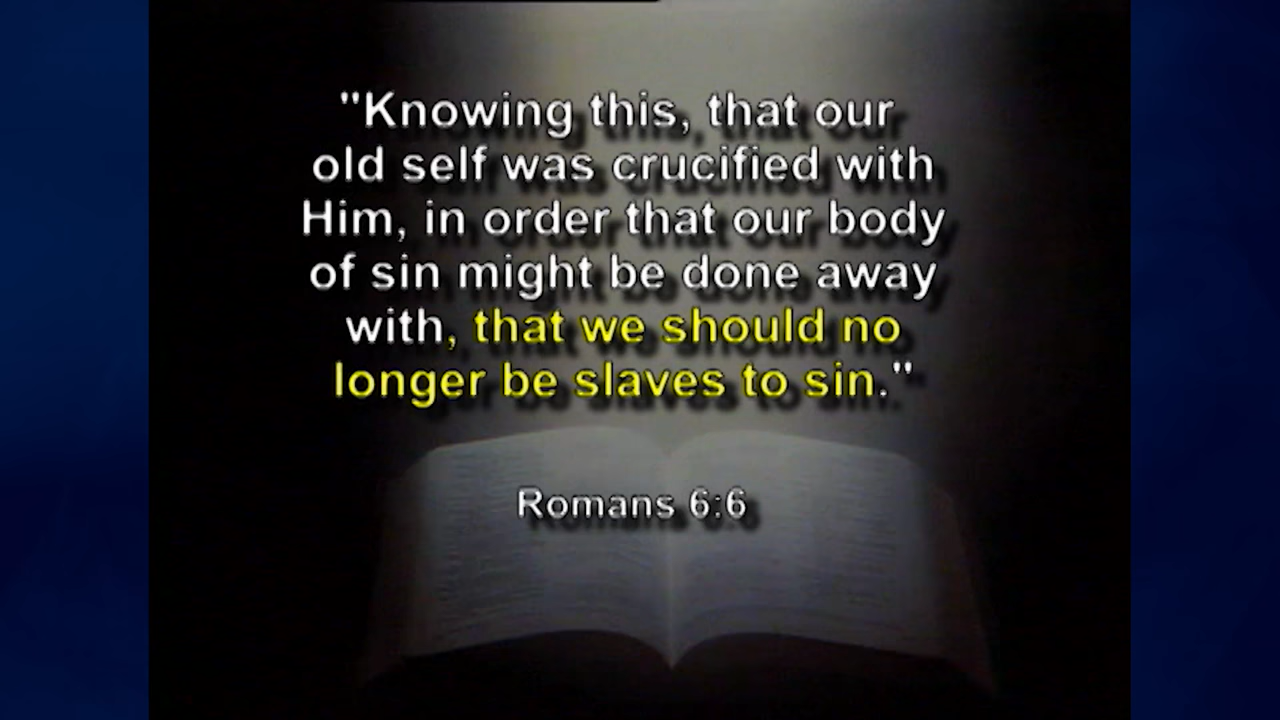 "Knowing this, that our
old self was crucified with
Him, in order that our body
of sin might be done away
with, that we should no
longer be slaves to sin."
Romans 6:6